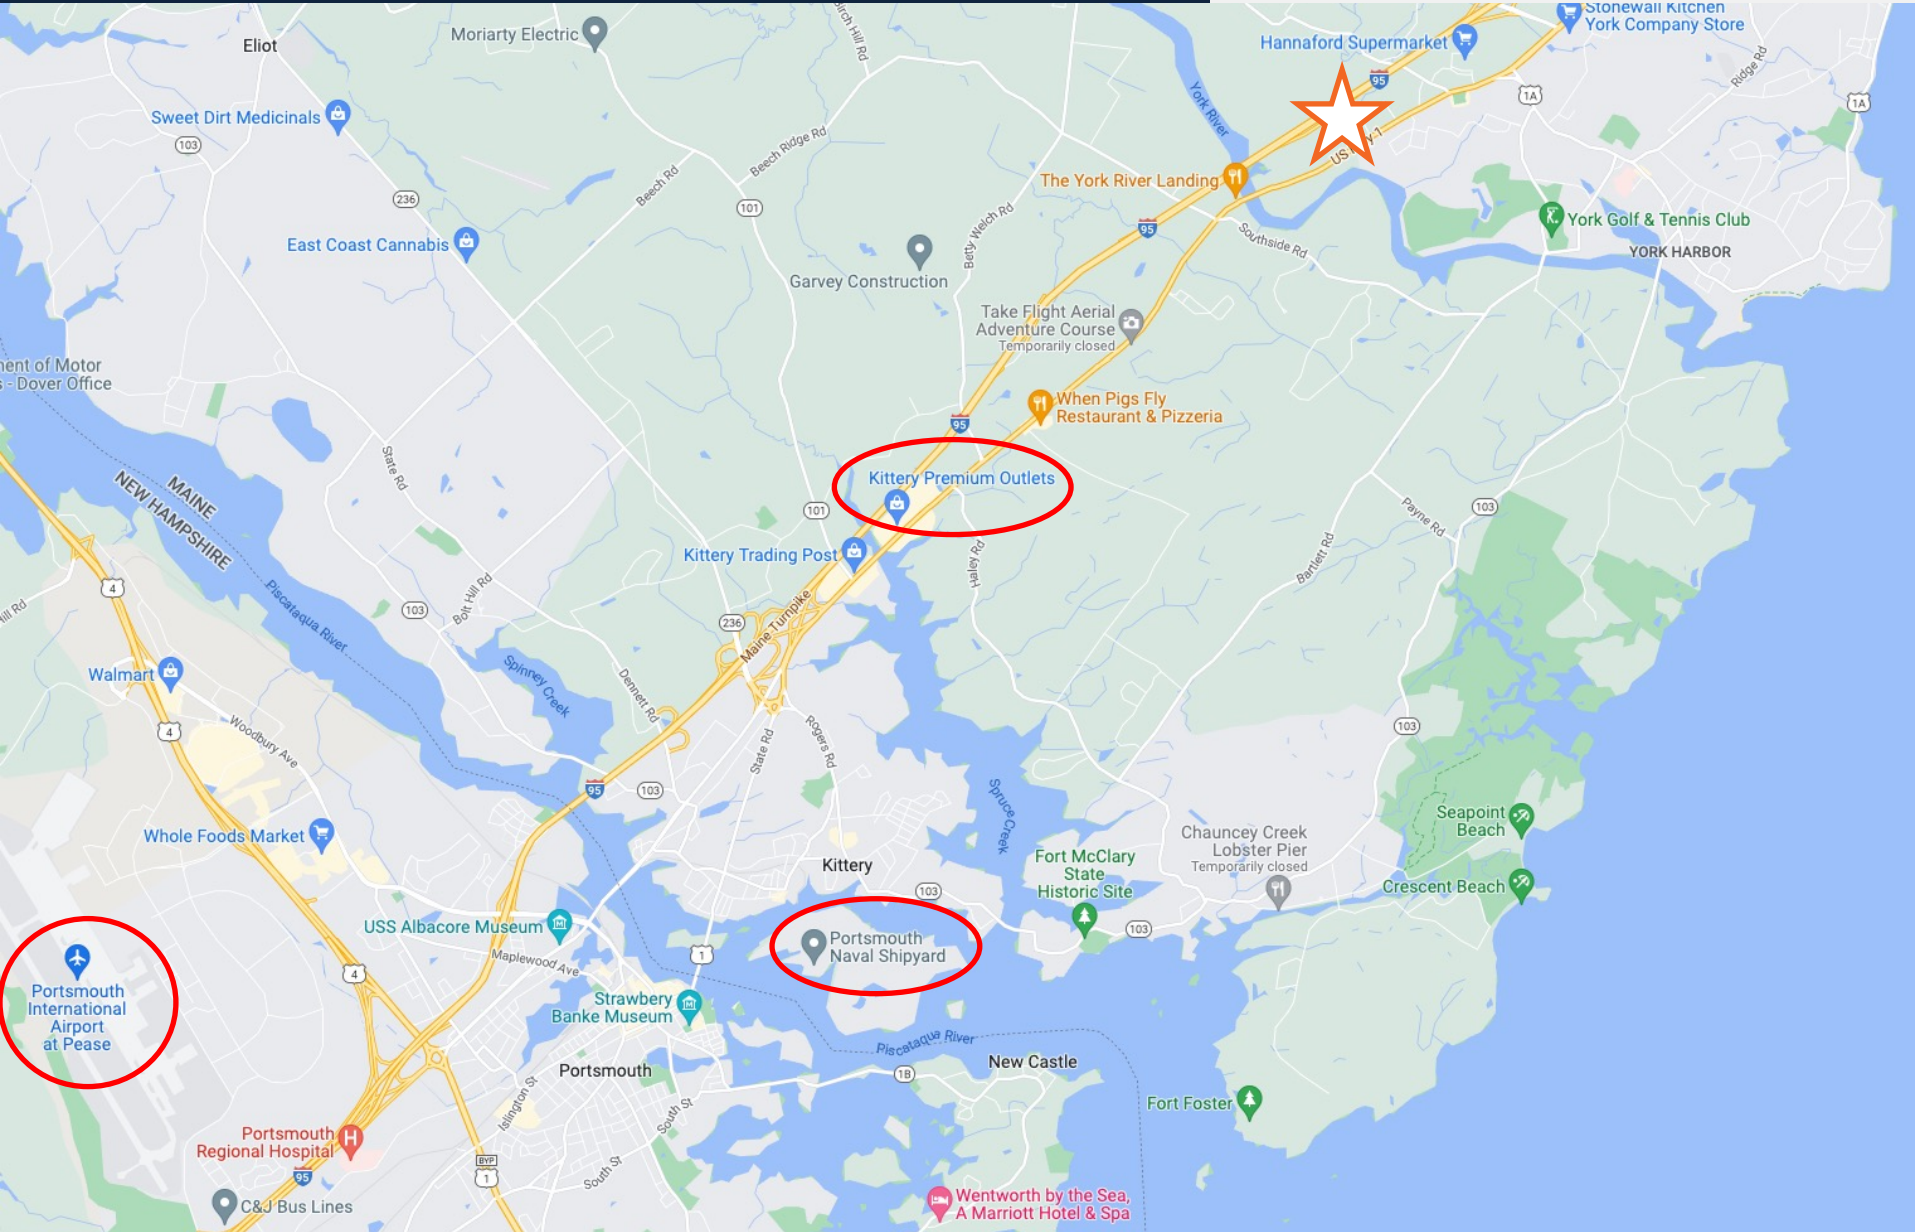 Stonewall Kitchen
York Company Store
Eliot
Moriarty Electric
Birch Hill Rd
Hannaford Supermarket
95
Ridge Rd
1A
1A
York River
Sweet Dirt Medicinals
103
Beech Ridge Rd
US Hwy 1
Beech Rd
The York River Landing
236
101
Betty Welch Rd
York Golf & Tennis Club
95
Southside Rd
East Coast Cannabis
YORK HARBOR
Garvey Construction
Take Flight Aerial
Adventure Course
Temporarily closed
ment of Motor
s - Dover Office
When Pigs Fly
Restaurant & Pizzeria
95
State Rd
MAINE
NEW HAMPSHIRE
Kittery Premium Outlets
101
Payne Rd
103
Kittery Trading Post
Haley Rd
Bartlett Rd
4
Hill Rd
Piscataqua River
103
Bolt Hill Rd
236
Maine Turnpike
Walmart
Spinney Creek
Dennett Rd
4
Woodbury Ave
State Rd
Rogers Rd
103
95
103
Spruce Creek
Seapoint
Beach
Whole Foods Market
Chauncey Creek
Lobster Pier
Temporarily closed
Kittery
Fort McClary
State
Historic Site
103
Crescent Beach
USS Albacore Museum
103
Portsmouth
Naval Shipyard
1
Maplewood Ave
4
Portsmouth
International
Airport
at Pease
Strawbery
Banke Museum
Piscataqua River
New Castle
Portsmouth
1B
Islington St
South St
Fort Foster
Portsmouth
Regional Hospital
H
95
BYP
1
South St
C&J Bus Lines
Wentworth by the Sea,
A Marriott Hotel & Spa